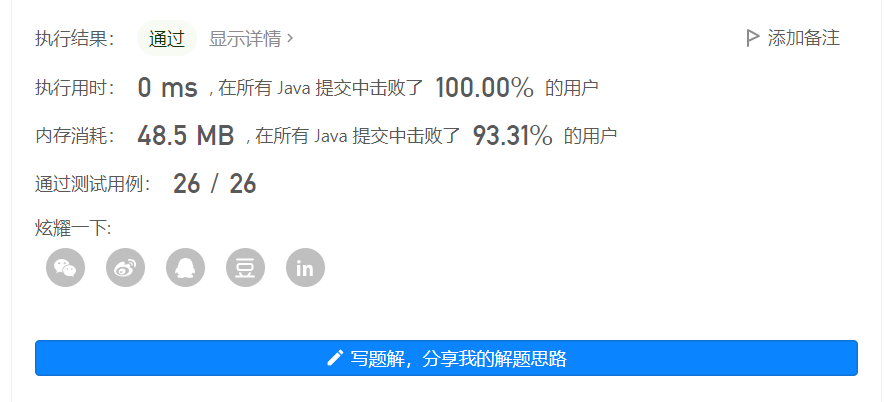 执行结果： 通过 显示详情 > 添加备注
执行用时： 0 ms , 在所有 Java 提交中击败了 100.00% 的用户
内存消耗： 48.5 MB , 在所有 Java 提交中击败了 93.31% 的用户
通过测试用例： 26 / 26
炫耀一下:
豆 in
写题解，分享我的解题思路